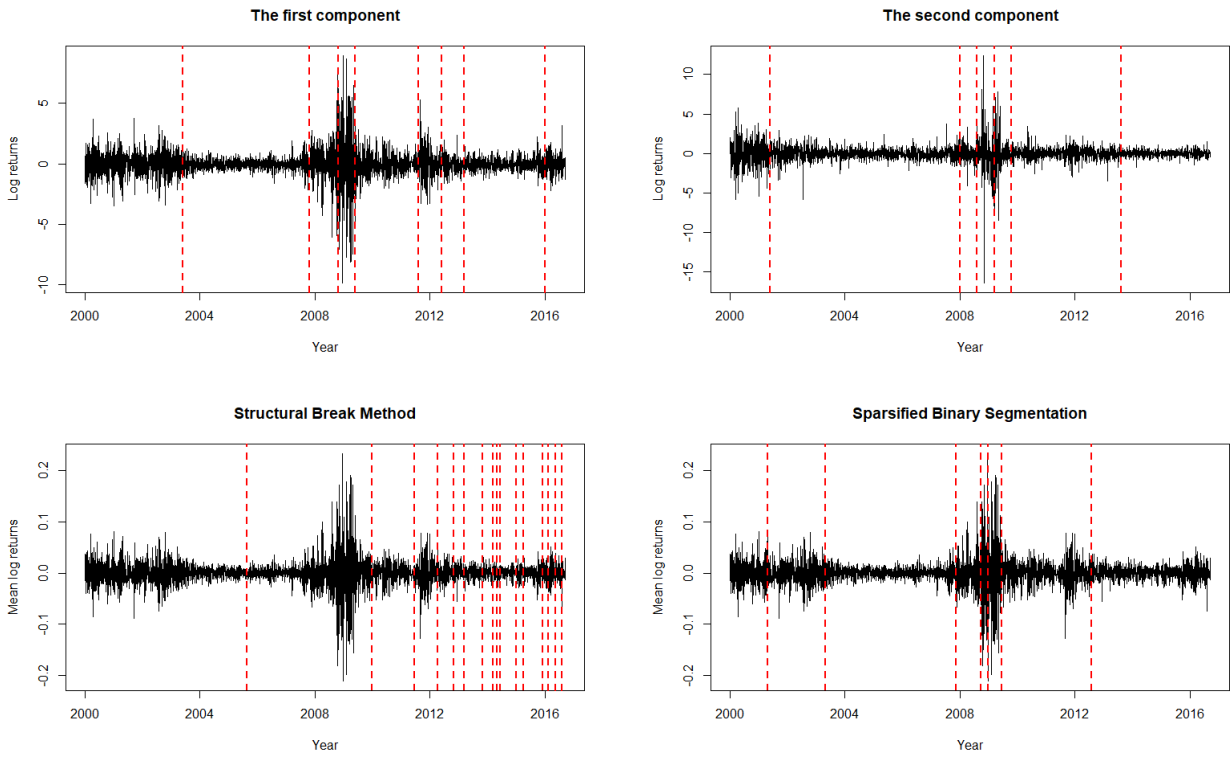 The first component
Log returns
5
0
-5
-10
2000 2004 2008 2012 2016
Year
The second component
Log returns
10
5
0
-5
-10
-15
2000 2004 2008 2012 2016
Year
Structural Break Method
Mean log returns
0.2
0.1
0.0
-0.1
-0.2
2000 2004 2008 2012 2016
Year
Sparsified Binary Segmentation
Mean log returns
0.2
0.1
0.0
-0.1
-0.2
2000 2004 2008 2012 2016
Year